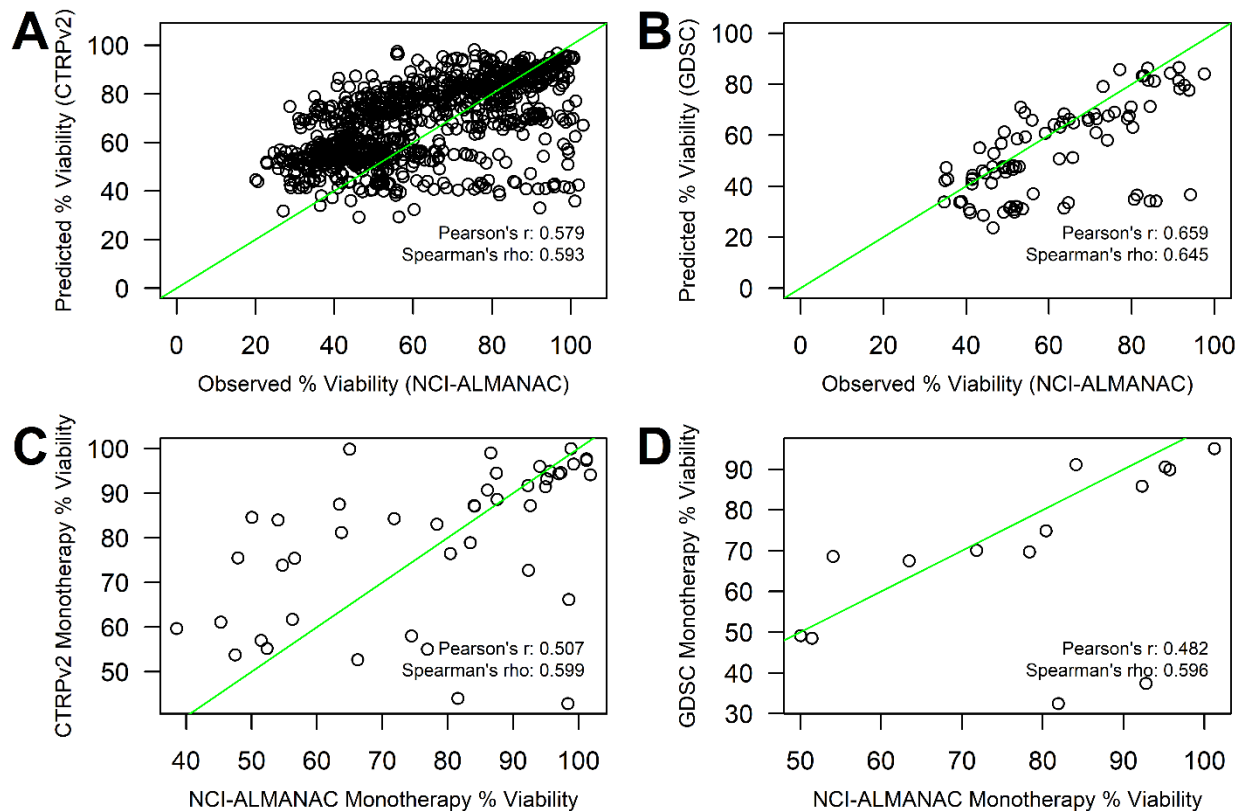 A
Predicted % Viability (CTRPv2)
100
80
60
40
20
0
Pearson's r: 0.579
Spearman's rho: 0.593
0 20 40 60 80 100
Observed % Viability (NCI-ALMANAC)
B
Predicted % Viability (GDSC)
100
80
60
40
20
0
Pearson's r: 0.659
Spearman's rho: 0.645
0 20 40 60 80 100
Observed % Viability (NCI-ALMANAC)
C
CTRPv2 Monotherapy % Viability
100
90
80
70
60
50
Pearson's r: 0.507
Spearman's rho: 0.599
40 50 60 70 80 90 100
NCI-ALMANAC Monotherapy % Viability
D
GDSC Monotherapy % Viability
90
80
70
60
50
40
30
Pearson's r: 0.482
Spearman's rho: 0.596
50 60 70 80 90 100
NCI-ALMANAC Monotherapy % Viability